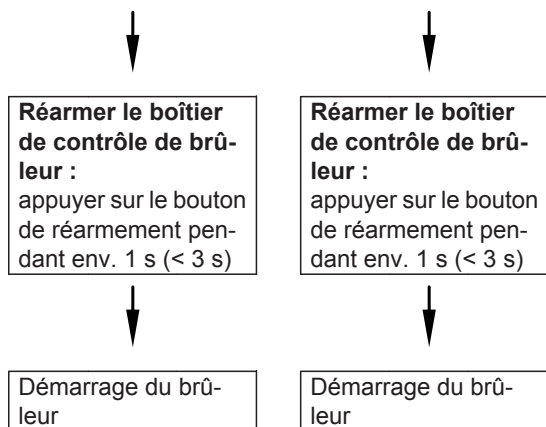 Réarmer le boîtier
de contrôle de brû-
leur :
appuyer sur le bouton
de réarmement pen-
dant env. 1 s (< 3 s)
Réarmer le boîtier
de contrôle de brû-
leur :
appuyer sur le bouton
de réarmement pen-
dant env. 1 s (< 3 s)
Démarrage du brû-
leur
Démarrage du brû-
leur